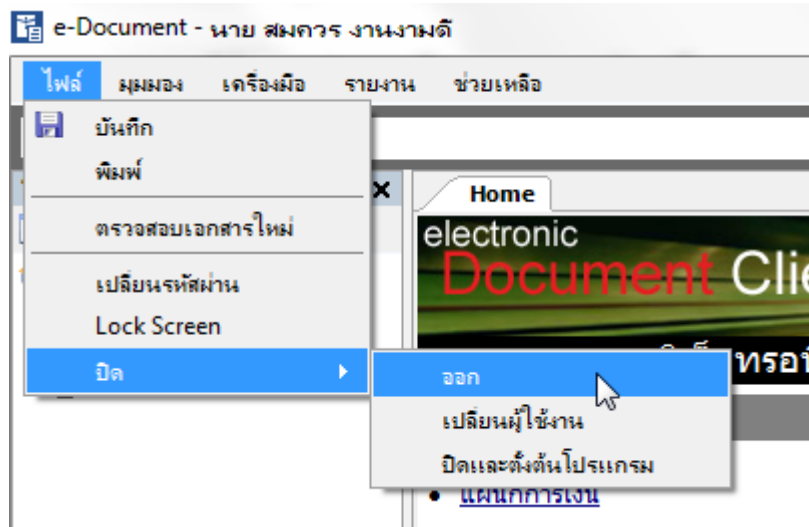 e-Document - นาย สมควร งานงามดี
ไฟล์ มุมมอง เครื่องมือ รายงาน ช่วยเหลือ
บันทึก
พิมพ์
ตรวจสอบเอกสารใหม่
เปลี่ยนรหัสผ่าน
Lock Screen
ปิด
Home
electronic
Document
ออก
เปลี่ยนผู้ใช้งาน
ปิดและตั้งต้นโปรแกรม
แผนกการเงิน